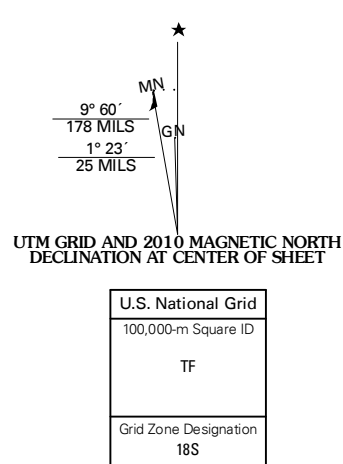 ★
MN
9° 60´
178 MILS
GN
1° 23´
25 MILS
UTM GRID AND 2010 MAGNETIC NORTH
DECLINATION AT CENTER OF SHEET
U.S. National Grid
100,000-m Square ID
TF
Grid Zone Designation
18S